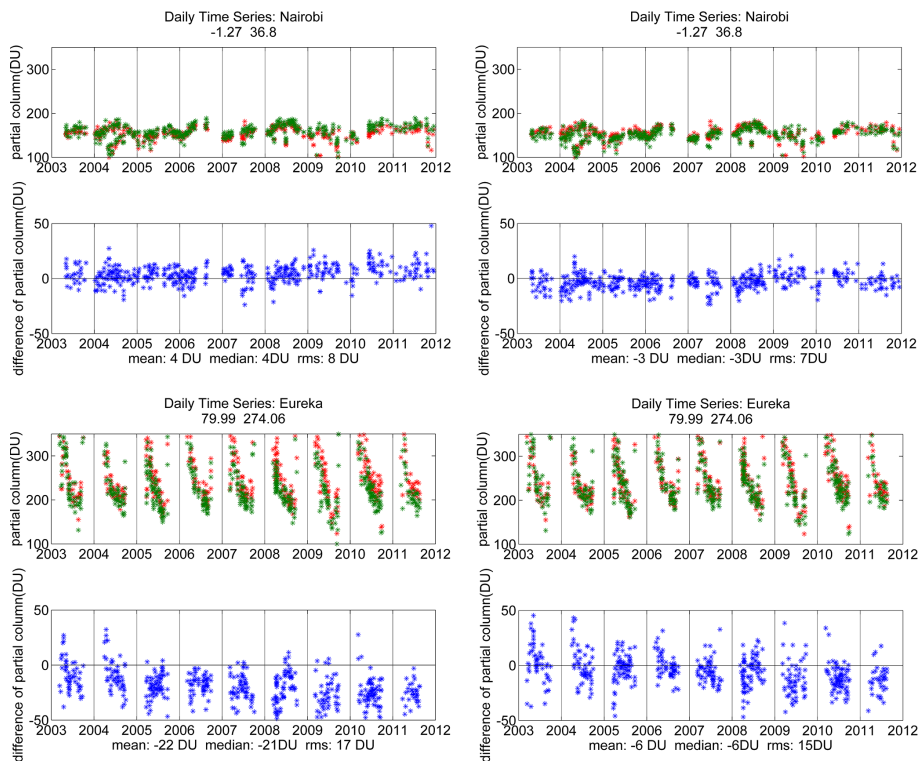 Daily Time Series: Nairobi
-1.27 36.8
partial column(DU)
300
200
100
2003 2004 2005 2006 2007 2008 2009 2010 2011 2012
difference of partial column(DU)
50
0
-50
2003 2004 2005 2006 2007 2008 2009 2010 2011 2012
mean: 4 DU median: 4DU rms: 8 DU
Daily Time Series: Nairobi
-1.27 36.8
partial column(DU)
300
200
100
2003 2004 2005 2006 2007 2008 2009 2010 2011 2012
difference of partial column(DU)
50
0
-50
2003 2004 2005 2006 2007 2008 2009 2010 2011 2012
mean: -3 DU median: -3DU rms: 7DU
Daily Time Series: Eureka
79.99 274.06
partial column(DU)
300
200
100
2003 2004 2005 2006 2007 2008 2009 2010 2011 2012
difference of partial column(DU)
50
0
-50
2003 2004 2005 2006 2007 2008 2009 2010 2011 2012
mean: -22 DU median: -21DU rms: 17 DU
Daily Time Series: Eureka
79.99 274.06
partial column(DU)
300
200
100
2003 2004 2005 2006 2007 2008 2009 2010 2011 2012
difference of partial column(DU)
50
0
-50
2003 2004 2005 2006 2007 2008 2009 2010 2011 2012
mean: -6 DU median: -6DU rms: 15DU